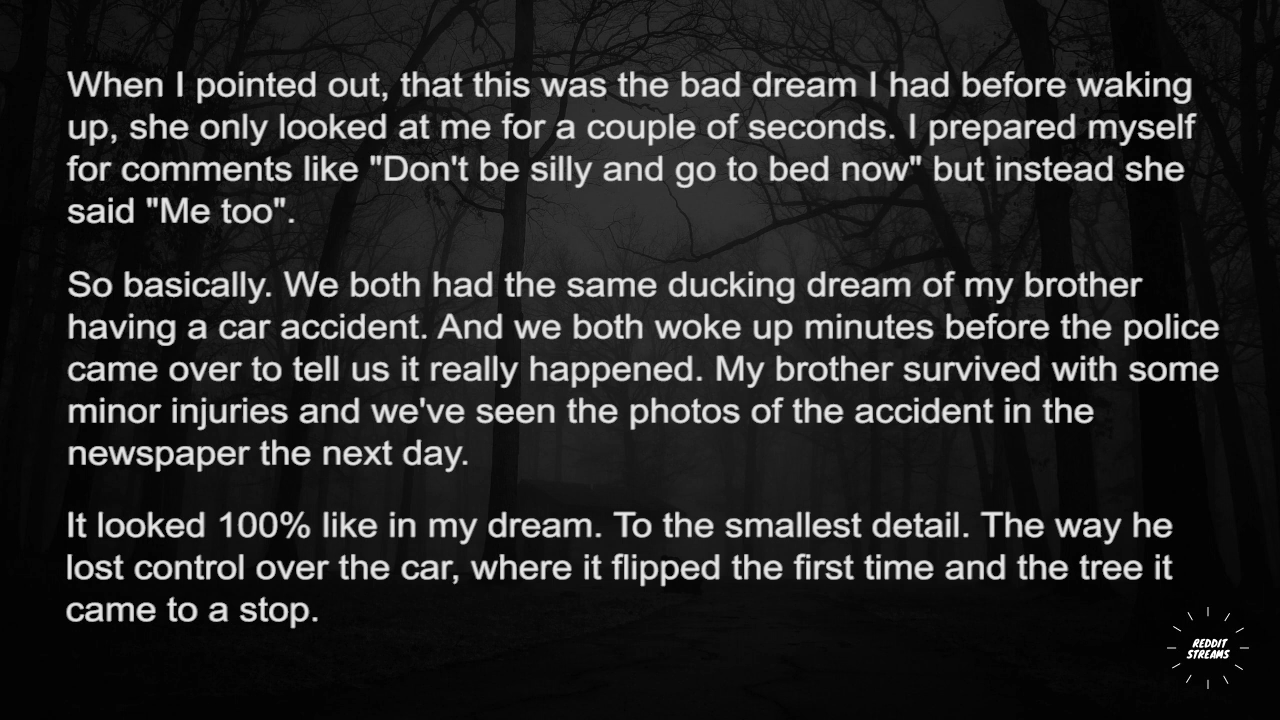 When I pointed out, that this was the bad dream I had before waking
up, she only looked at me for a couple of seconds. I prepared myself
for comments like "Don't be silly and go to bed now" but instead she
said "Me too".
So basically. We both had the same ducking dream of my brother
having a car accident. And we both woke up minutes before the police
came over to tell us it really happened. My brother survived with some
minor injuries and we've seen the photos of the accident in the
newspaper the next day.
It looked 100% like in my dream. To the smallest detail. The way he
lost control over the car, where it flipped the first time and the tree it
came to a stop.
REDDIT
STREAMS